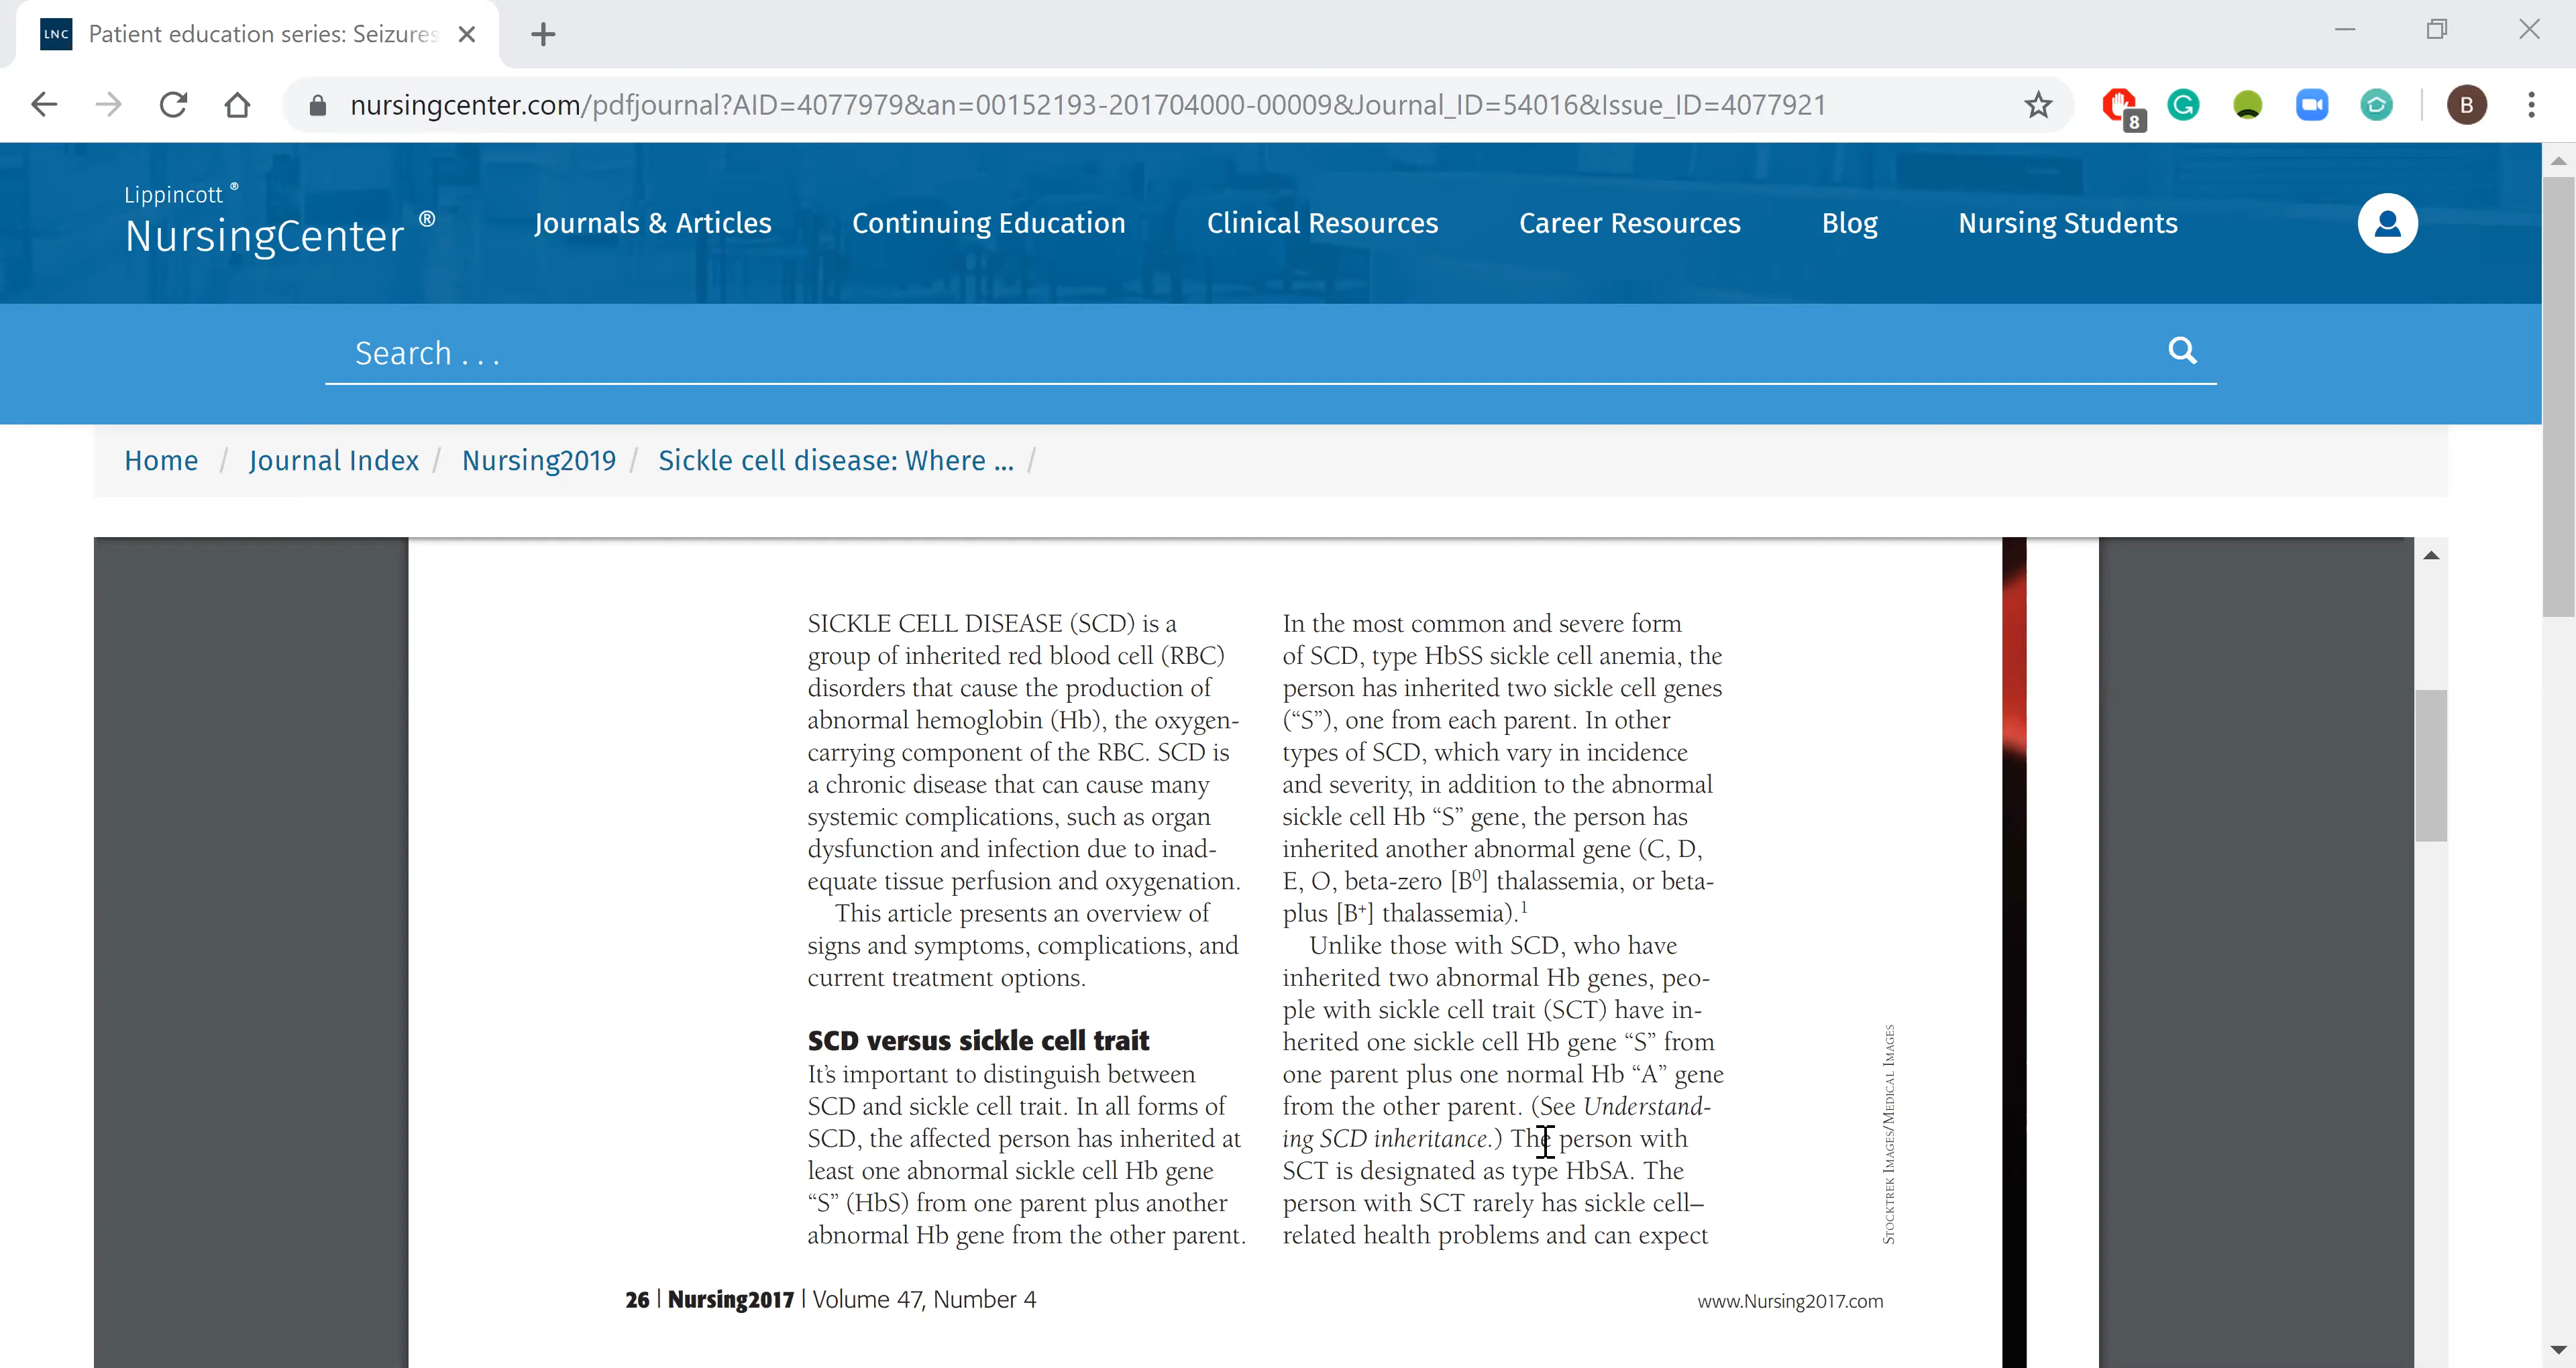 LNC Patient education series: Seizures
nursingcenter.com/pdfjournal?AID=4077979&an=00152193-201704000-00009&Journal_ID=54016&Issue_ID=4077921
8
G
B
Lippincott ®
NursingCenter ®
Journals & Articles
Continuing Education
Clinical Resources
Career Resources
Blog
Nursing Students
Search . . .
Home / Journal Index / Nursing2019 / Sickle cell disease: Where ... /
SICKLE CELL DISEASE (SCD) is a
group of inherited red blood cell (RBC)
disorders that cause the production of
abnormal hemoglobin (Hb), the oxygen-
carrying component of the RBC. SCD is
a chronic disease that can cause many
systemic complications, such as organ
dysfunction and infection due to inad-
equate tissue perfusion and oxygenation.
This article presents an overview of
signs and symptoms, complications, and
current treatment options.
SCD versus sickle cell trait
It's important to distinguish between
SCD and sickle cell trait. In all forms of
SCD, the affected person has inherited at
least one abnormal sickle cell Hb gene
“S” (HbS) from one parent plus another
abnormal Hb gene from the other parent.
In the most common and severe form
of SCD, type HbSS sickle cell anemia, the
person has inherited two sickle cell genes
(“S”), one from each parent. In other
types of SCD, which vary in incidence
and severity, in addition to the abnormal
sickle cell Hb “S” gene, the person has
inherited another abnormal gene (C, D,
E, O, beta-zero [B⁰] thalassemia, or beta-
plus [B⁺] thalassemia).¹
Unlike those with SCD, who have
inherited two abnormal Hb genes, peo-
ple with sickle cell trait (SCT) have in-
herited one sickle cell Hb gene “S” from
one parent plus one normal Hb “A” gene
from the other parent. (See Understand-
ing SCD inheritance.) The person with
SCT is designated as type HbSA. The
person with SCT rarely has sickle cell–
related health problems and can expect
STOCKTREK IMAGES/MEDICAL IMAGES
26 | Nursing2017 | Volume 47, Number 4
www.Nursing2017.com